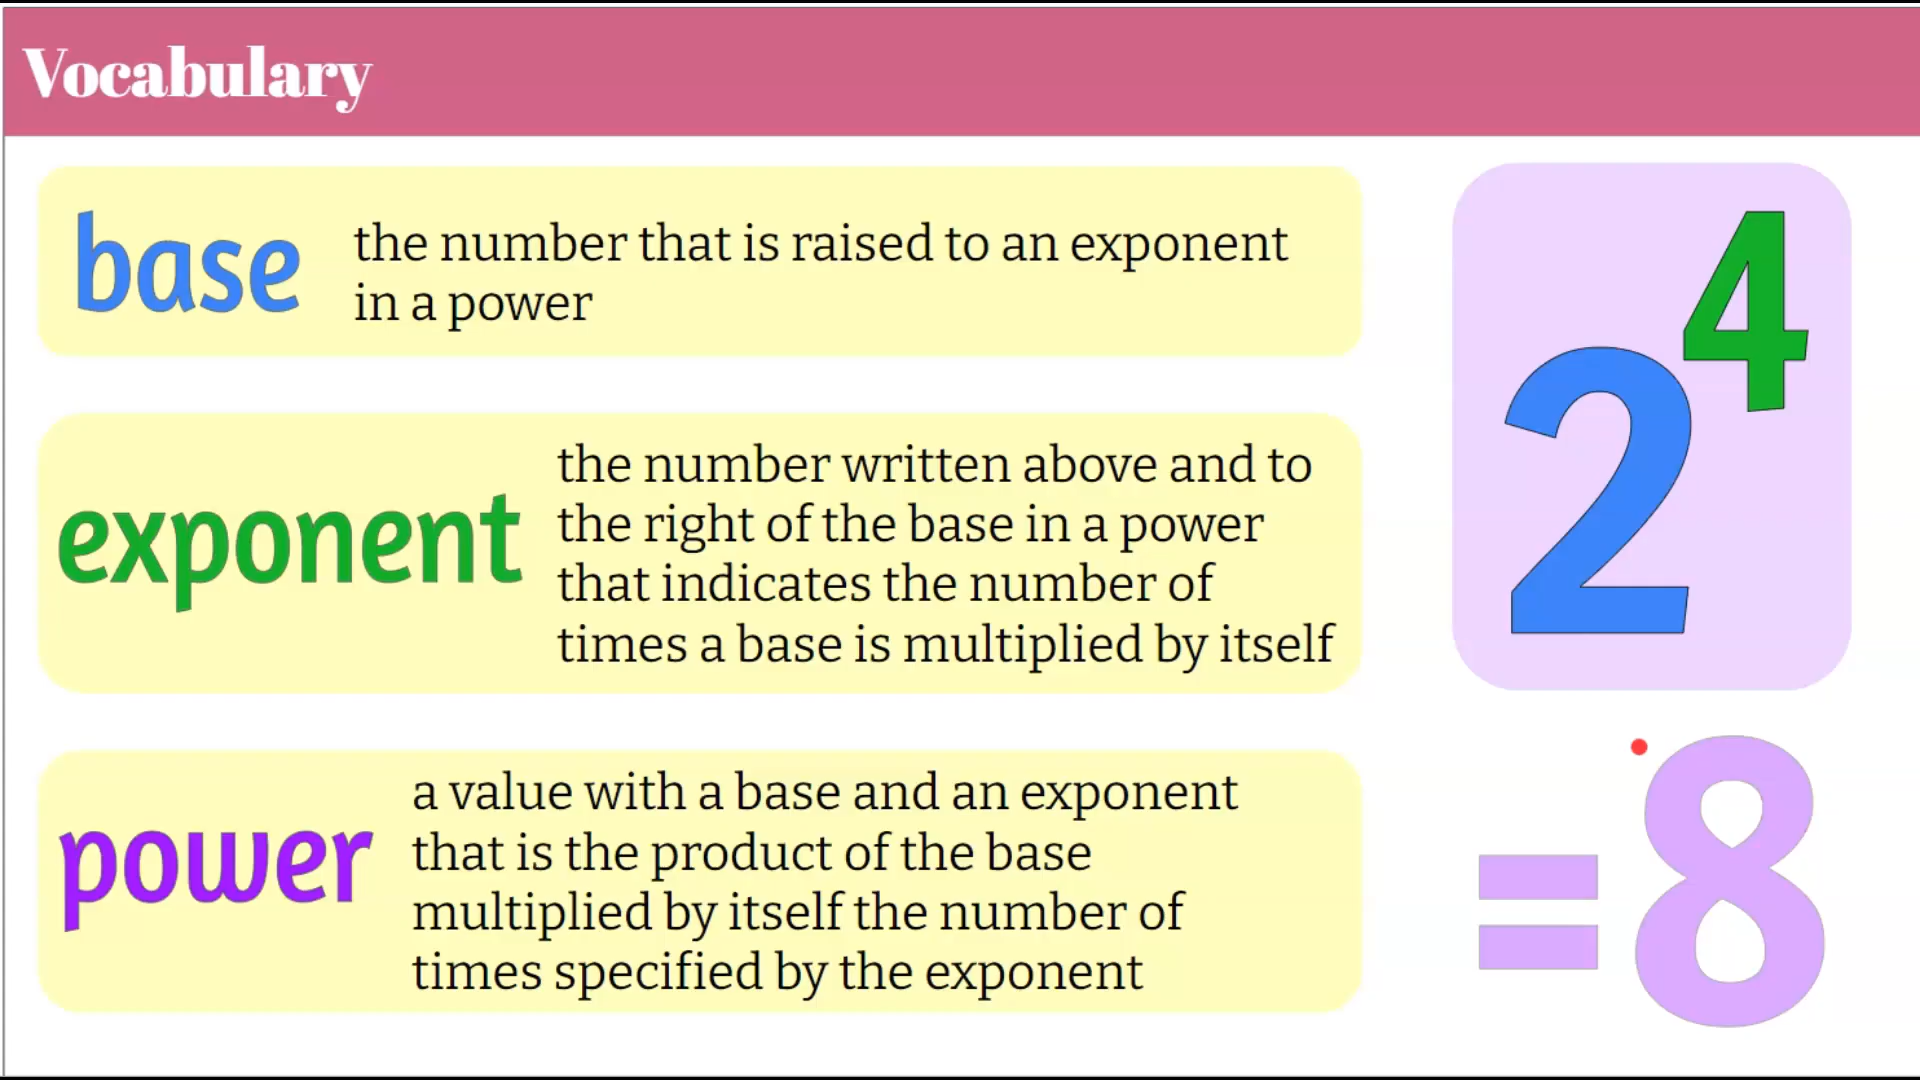 Vocabulary
base
the number that is raised to an exponent
in a power
exponent
the number written above and to
the right of the base in a power
that indicates the number of
times a base is multiplied by itself
power
a value with a base and an exponent
that is the product of the base
multiplied by itself the number of
times specified by the exponent
2⁴
=8